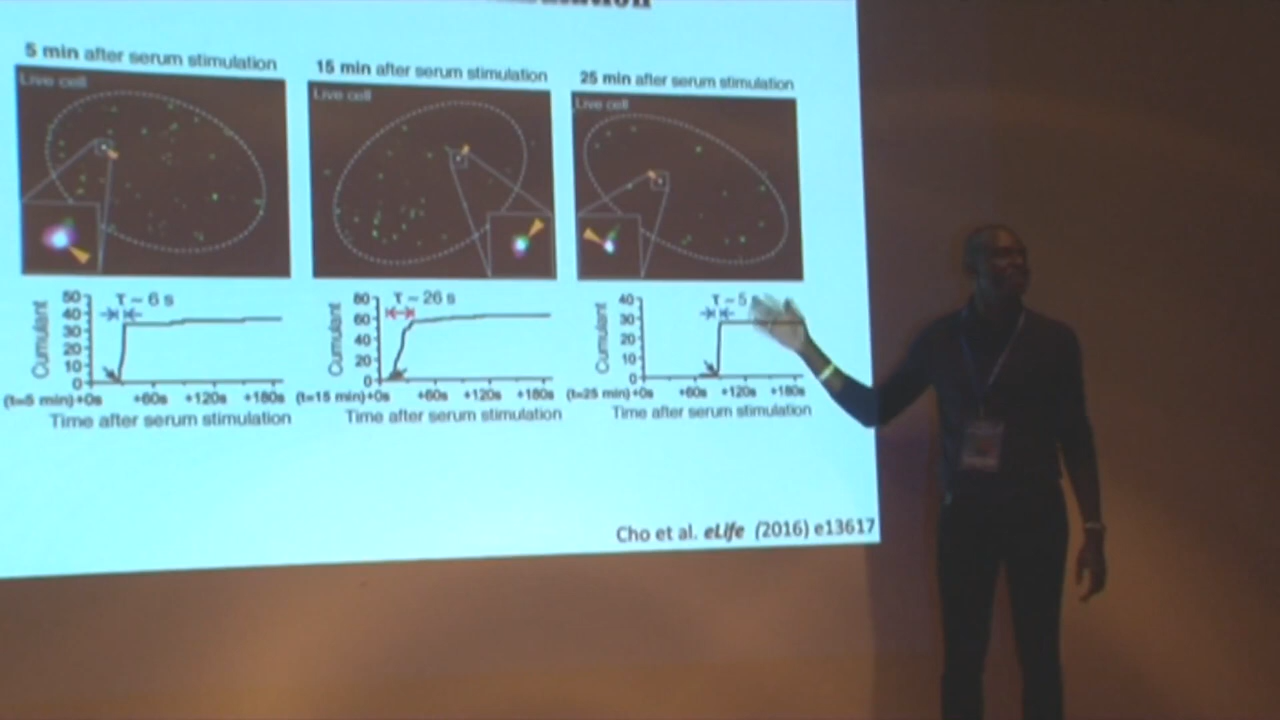 5 min after serum stimulation
15 min after serum stimulation
25 min after serum stimulation
Live cell
Live cell
Live cell
50
40
30
20
10
0
Cumulant
τ ~ 6 s
(t=5 min)+0s +60s +120s +180s
Time after serum stimulation
80
60
40
20
0
Cumulant
τ ~ 26 s
(t=15 min)+0s +60s +120s +180s
Time after serum stimulation
40
30
20
10
0
Cumulant
τ ~ 5
(t=25 min)+0s +60s +120s +180s
Time after serum stimulation
Cho et al. eLife (2016) e13617